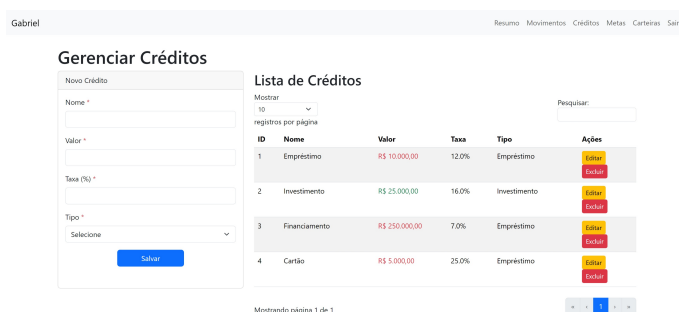 Gabriel
Resumo Movimentos Créditos Metas Carteiras Sair
Gerenciar Créditos
Novo Crédito
Nome *
Valor *
Taxa (%) *
Tipo *
Selecione
Salvar
Lista de Créditos
Mostrar
10
registros por página
Pesquisar:
ID Nome Valor Taxa Tipo Ações
1 Empréstimo R$ 10.000,00 12.0% Empréstimo Editar
Excluir
2 Investimento R$ 25.000,00 16.0% Investimento Editar
Excluir
3 Financiamento R$ 250.000,00 7.0% Empréstimo Editar
Excluir
4 Cartão R$ 5.000,00 25.0% Empréstimo Editar
Excluir
Mostrando página 1 de 1
« ‹ 1 › »